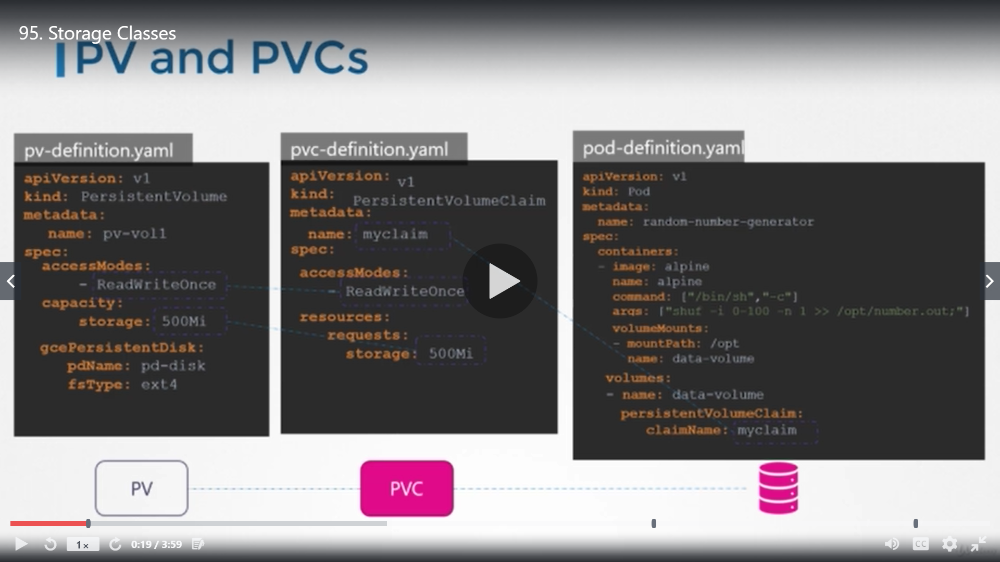 95. Storage Classes
PV and PVCs
pv-definition.yaml
apiVersion: v1
kind: PersistentVolume
metadata:
name: pv-vol1
spec:
accessModes:
- ReadWriteOnce
capacity:
storage: 500Mi
gcePersistentDisk:
pdName: pd-disk
fsType: ext4
pvc-definition.yaml
apiVersion: v1
kind: PersistentVolumeClaim
metadata:
name: myclaim
spec:
accessModes:
- ReadWriteOnce
resources:
requests:
storage: 500Mi
pod-definition.yaml
apiVersion: v1
kind: Pod
metadata:
name: random-number-generator
spec:
containers:
- image: alpine
name: alpine
command: ["/bin/sh","-c"]
args: ["shuf -i 0-100 -n 1 >> /opt/number.out;"]
volumeMounts:
- mountPath: /opt
name: data-volume
volumes:
- name: data-volume
persistentVolumeClaim:
claimName: myclaim
PV
PVC
1x
0:19 / 3:59
CC